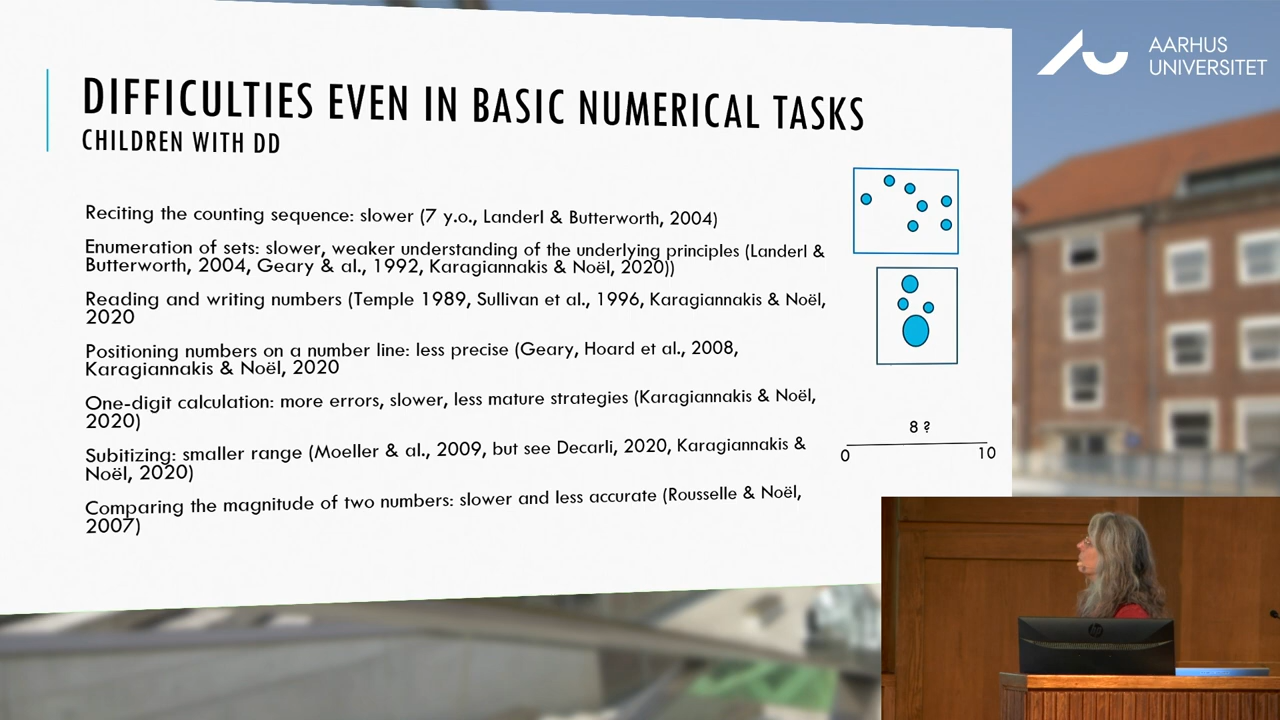 DIFFICULTIES EVEN IN BASIC NUMERICAL TASKS
CHILDREN WITH DD
Reciting the counting sequence: slower (7 y.o., Landerl & Butterworth, 2004)
Enumeration of sets: slower, weaker understanding of the underlying principles (Landerl &
Butterworth, 2004, Geary & al., 1992, Karagiannakis & Noël, 2020))
Reading and writing numbers (Temple 1989, Sullivan et al., 1996, Karagiannakis & Noël,
2020
Positioning numbers on a number line: less precise (Geary, Hoard et al., 2008,
Karagiannakis & Noël, 2020
One-digit calculation: more errors, slower, less mature strategies (Karagiannakis & Noël,
2020)
Subitizing: smaller range (Moeller & al., 2009, but see Decarli, 2020, Karagiannakis &
Noël, 2020)
Comparing the magnitude of two numbers: slower and less accurate (Rousselle & Noël,
2007)
8 ?
0 10
AARHUS
UNIVERSITET
hp